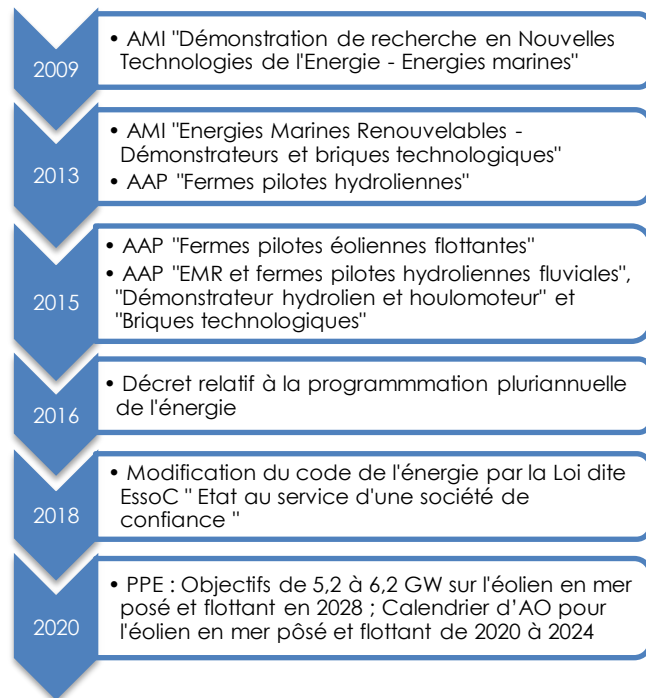 2009
• AMI "Démonstration de recherche en Nouvelles
Technologies de l'Energie - Energies marines"
2013
• AMI "Energies Marines Renouvelables -
Démonstrateurs et briques technologiques"
• AAP "Fermes pilotes hydroliennes"
2015
• AAP "Fermes pilotes éoliennes flottantes"
• AAP "EMR et fermes pilotes hydroliennes fluviales",
"Démonstrateur hydrolien et houlomoteur" et
"Briques technologiques"
2016
• Décret relatif à la programmmation pluriannuelle
de l'énergie
2018
• Modification du code de l'énergie par la Loi dite
EssoC " Etat au service d'une société de
confiance "
2020
• PPE : Objectifs de 5,2 à 6,2 GW sur l'éolien en mer
posé et flottant en 2028 ; Calendrier d’AO pour
l'éolien en mer pôsé et flottant de 2020 à 2024